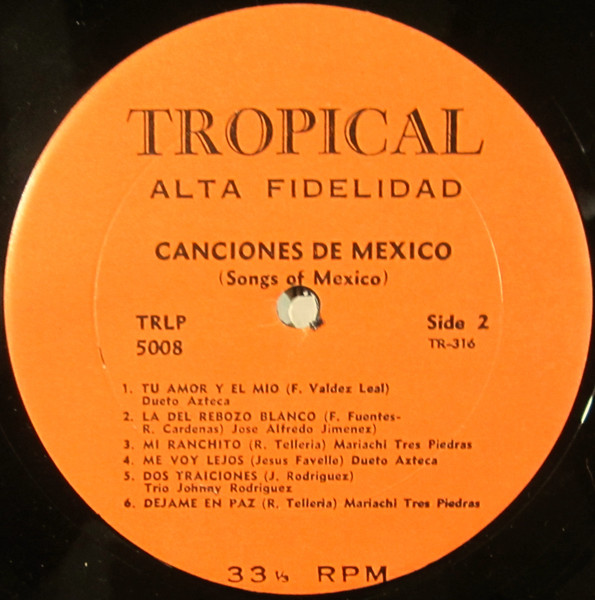 TROPICAL
ALTA FIDELIDAD
CANCIONES DE MEXICO
(Songs of Mexico)
TRLP
5008
Side 2
TR-316
1. TU AMOR Y EL MIO (F. Valdez Leal)
Dueto Azteca
2. LA DEL REBOZO BLANCO (F. Fuentes-
R. Cardenas) Jose Alfredo Jimenez)
3. MI RANCHITO (R. Telleria) Mariachi Tres Piedras
4. ME VOY LEJOS (Jesus Favello) Dueto Azteca
5. DOS TRAICIONES (J. Rodriguez)
Trio Johnny Rodriguez
6. DEJAME EN PAZ (R. Telleria) Mariachi Tres Piedras
33 1/3 RPM